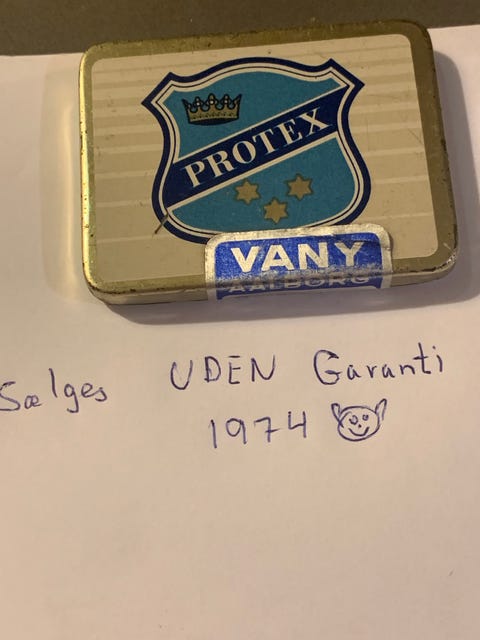 PROTEX
VANY
AALBORG
Sælges UDEN Garanti
1974